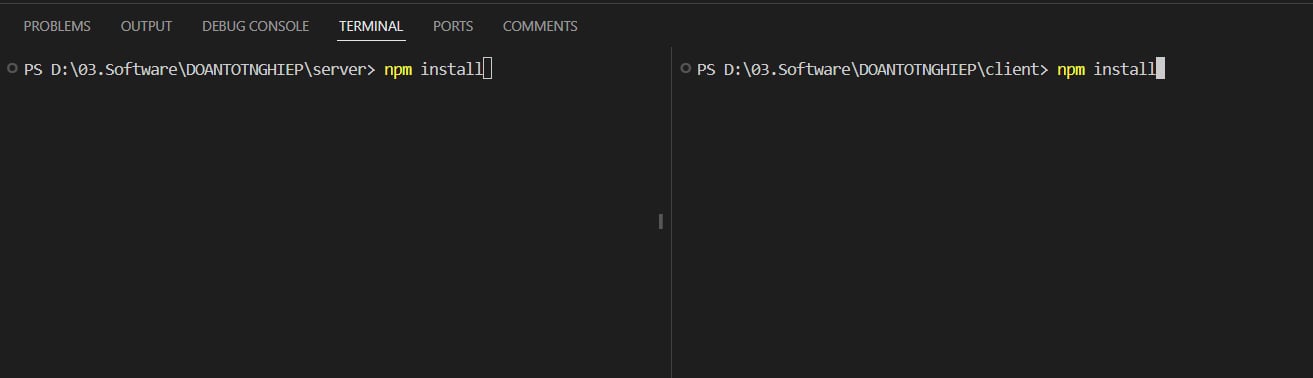 PROBLEMS OUTPUT DEBUG CONSOLE TERMINAL PORTS COMMENTS
PS D:\03.Software\DOANTOTNGHIEP\server> npm install
PS D:\03.Software\DOANTOTNGHIEP\client> npm install